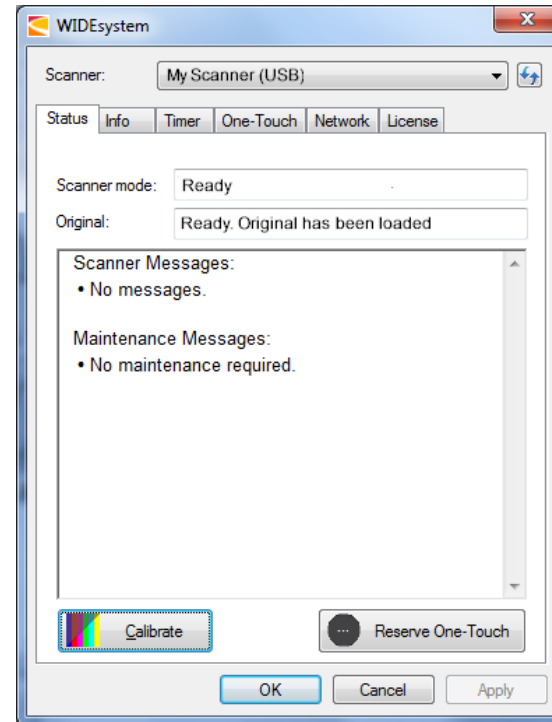 WIDEsystem
Scanner: My Scanner (USB)
Status Info Timer One-Touch Network License
Scanner mode: Ready
Original: Ready. Original has been loaded
Scanner Messages:
• No messages.
Maintenance Messages:
• No maintenance required.
Calibrate Reserve One-Touch
OK Cancel Apply